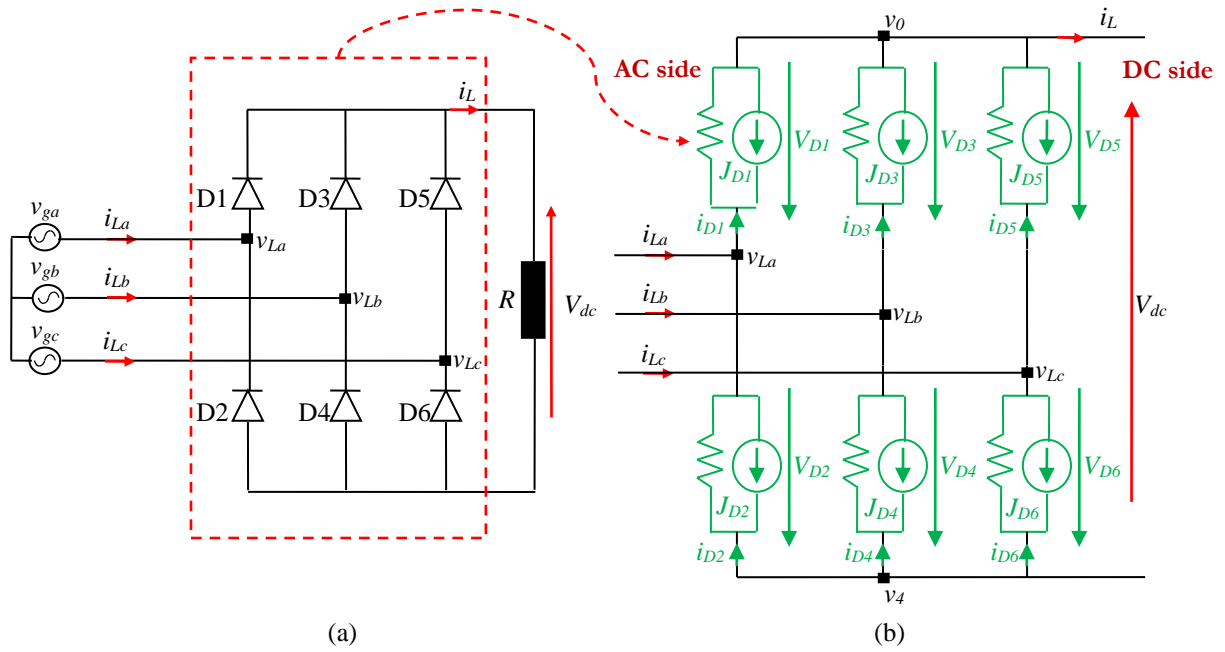 i_L
D1
D3
D5
v_ga
i_La
v_La
v_gb
i_Lb
v_Lb
v_gc
i_Lc
v_Lc
R
V_dc
D2
D4
D6
(a)
v_0
i_L
AC side
DC side
V_D1
V_D3
V_D5
J_D1
J_D3
J_D5
i_D1
i_D3
i_D5
i_La
v_La
i_Lb
v_Lb
i_Lc
v_Lc
V_dc
V_D2
V_D4
V_D6
J_D2
J_D4
J_D6
i_D2
i_D4
i_D6
v_4
(b)